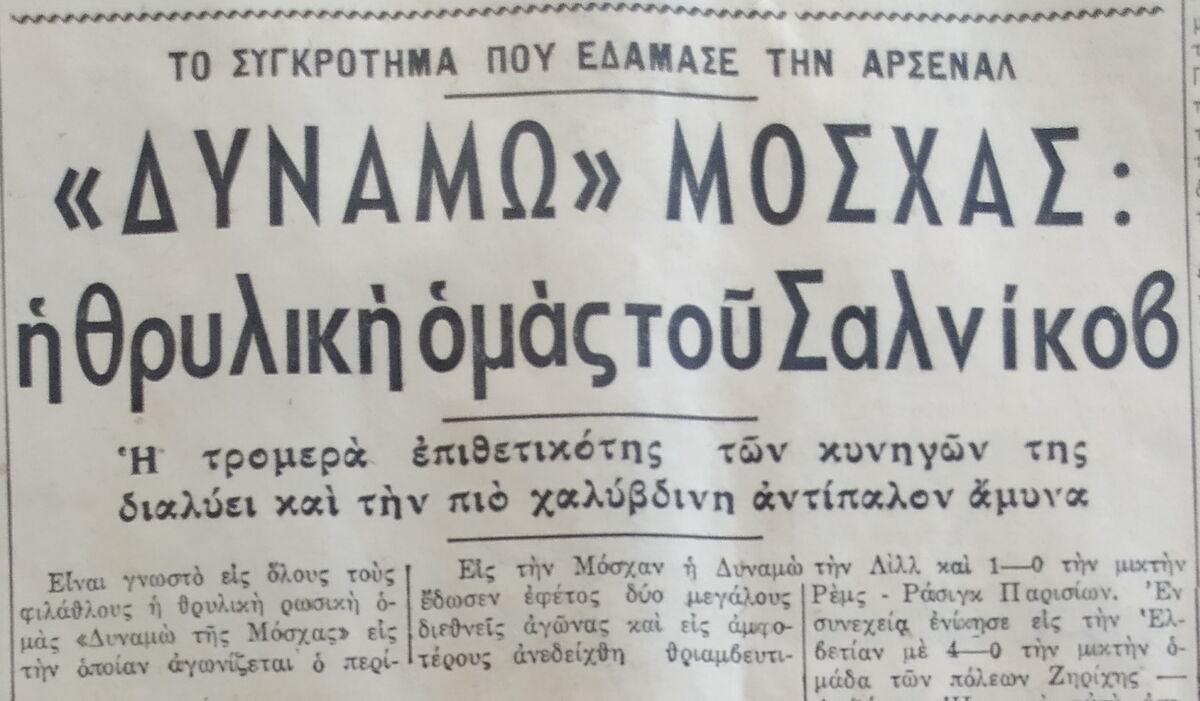 ΤΟ ΣΥΓΚΡΟΤΗΜΑ ΠΟΥ ΕΔΑΜΑΣΕ ΤΗΝ ΑΡΣΕΝΑΛ
«ΔΥΝΑΜΩ» ΜΟΣΧΑΣ:
ἡ θρυλικὴ ὁμὰς τοῦ Σαλνίκοβ
Ἡ τρομερὰ ἐπιθετικότης τῶν κυνηγῶν της
διαλύει καὶ τὴν πιὸ χαλύβδινη ἀντίπαλον ἄμυνα
Εἶναι γνωστὸ εἰς ὅλους τοὺς
φιλάθλους ἡ θρυλικὴ ρωσικὴ ὁ-
μὰς «Δυναμὼ τῆς Μόσχας» εἰς
τὴν ὁποίαν ἀγωνίζεται ὁ περί-
Εἰς τὴν Μόσχαν ἡ Δυναμὼ
ἔδωσεν ἐφέτος δύο μεγάλους
διεθνεῖς ἀγῶνας καὶ εἰς ἀμφο-
τέρους ἀνεδείχθη θριαμβευτι-
τὴν Λὶλλ καὶ 1—0 τὴν μικτὴν
Ρὲμς - Ράσιγκ Παρισίων. Ἐν
συνεχείᾳ ἐνίκησε εἰς τὴν Ἑλ-
βετίαν μὲ 4—0 τὴν μικτὴν ὁ-
μάδα τῶν πόλεων Ζηρίχης —